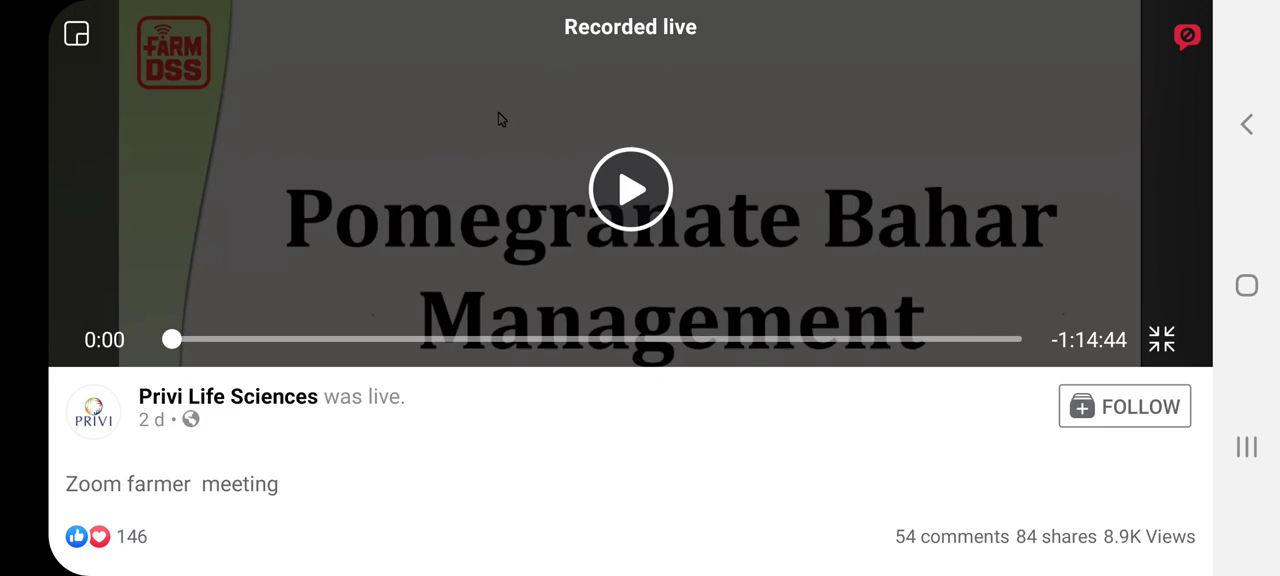 Recorded live
FARM
DSS
Pomegranate Bahar
Management
0:00
-1:14:44
PRIVI
Privi Life Sciences was live.
2 d •
FOLLOW
Zoom farmer meeting
146
54 comments 84 shares 8.9K Views